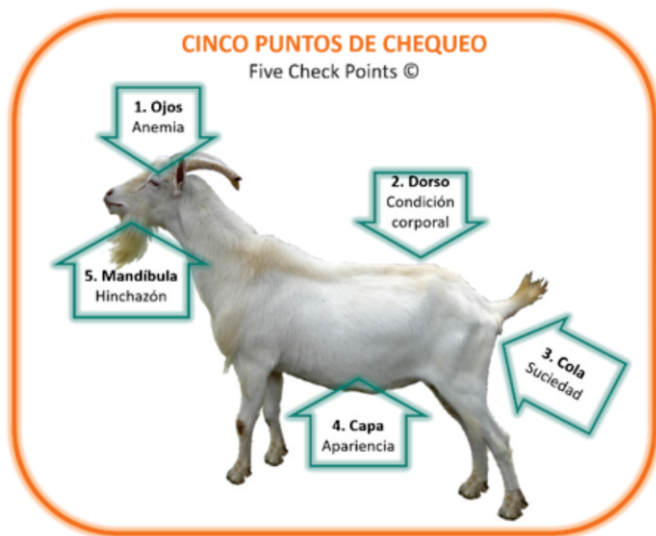 CINCO PUNTOS DE CHEQUEO
Five Check Points ©
1. Ojos
Anemia
2. Dorso
Condición
corporal
5. Mandíbula
Hinchazón
3. Cola
Suciedad
4. Capa
Apariencia